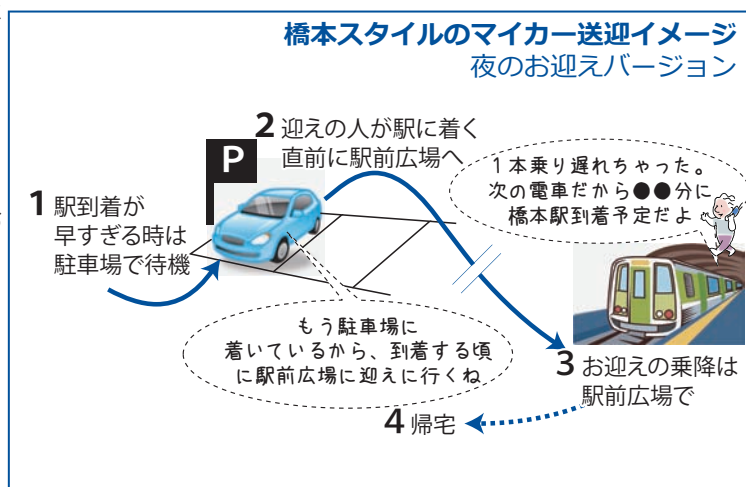 橋本スタイルのマイカー送迎イメージ
夜のお迎えバージョン
1 駅到着が
早すぎる時は
駐車場で待機
P
2 迎えの人が駅に着く
直前に駅前広場へ
1本乗り遅れちゃった。
次の電車だから●●分に
橋本駅到着予定だよ
もう駐車場に
着いているから、到着する頃
に駅前広場に迎えに行くね
3 お迎えの乗降は
駅前広場で
4 帰宅